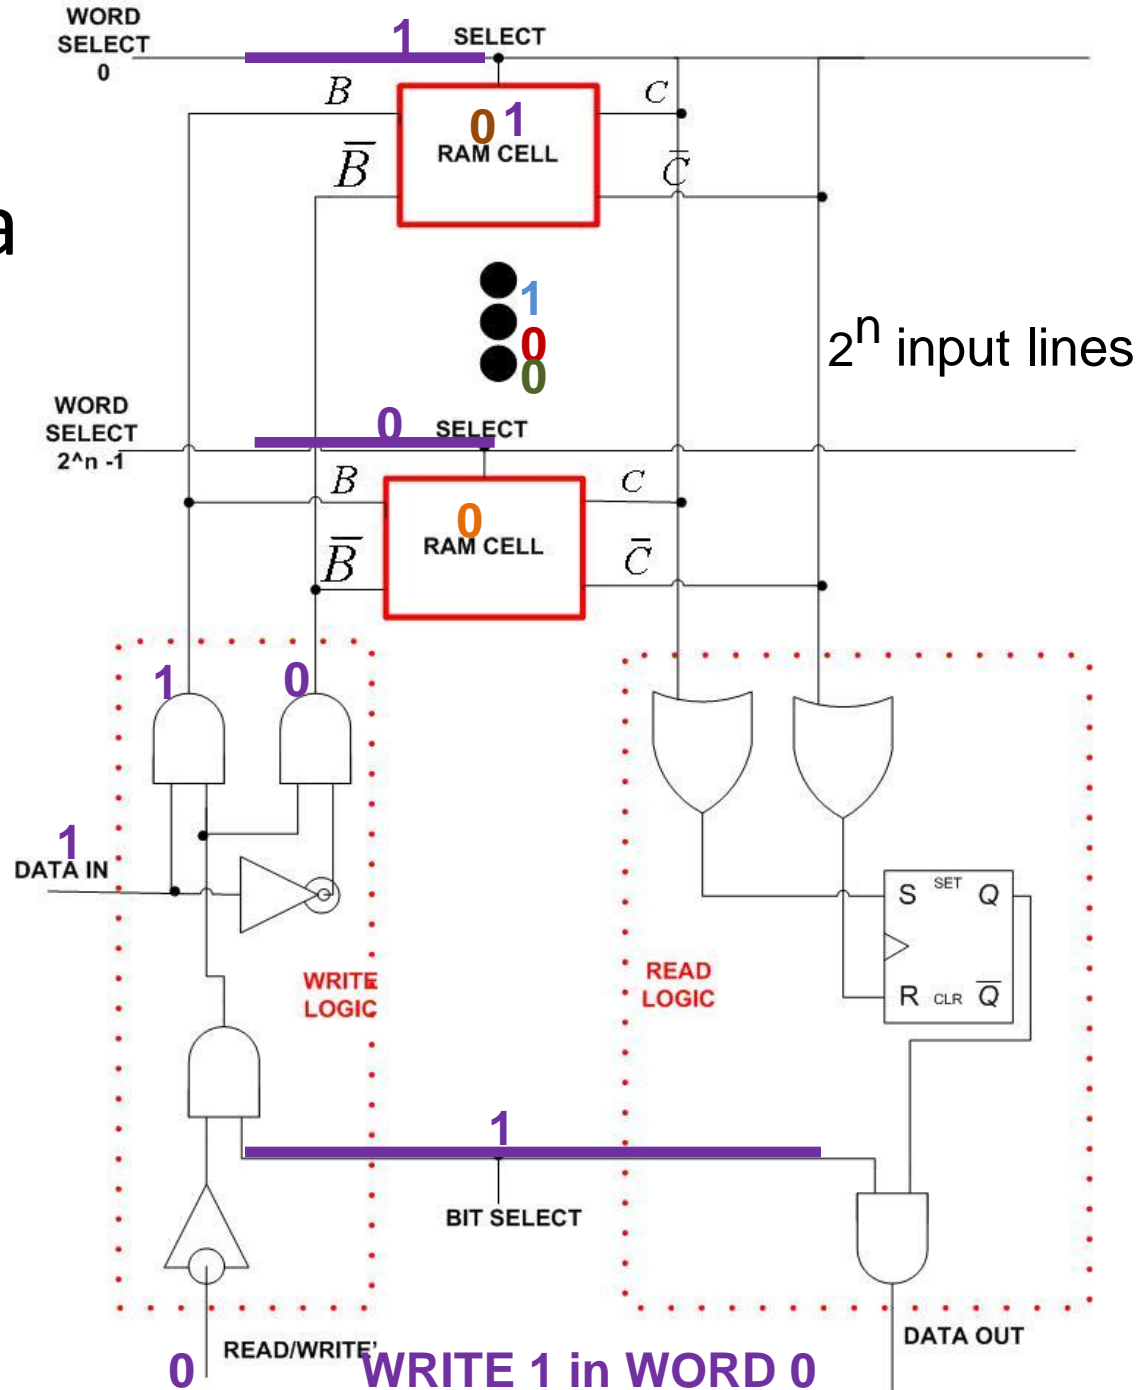 WORD
SELECT
0
1
SELECT
B
C
0 1
RAM CELL
B̅
C̅
a
1
0
0
2ⁿ input lines
WORD
SELECT
2^n -1
0
SELECT
B
C
0
RAM CELL
B̅
C̅
1
0
1
DATA IN
S SET Q
R CLR Q̅
WRITE
LOGIC
READ
LOGIC
1
BIT SELECT
READ/WRITE'
DATA OUT
0
WRITE 1 in WORD 0